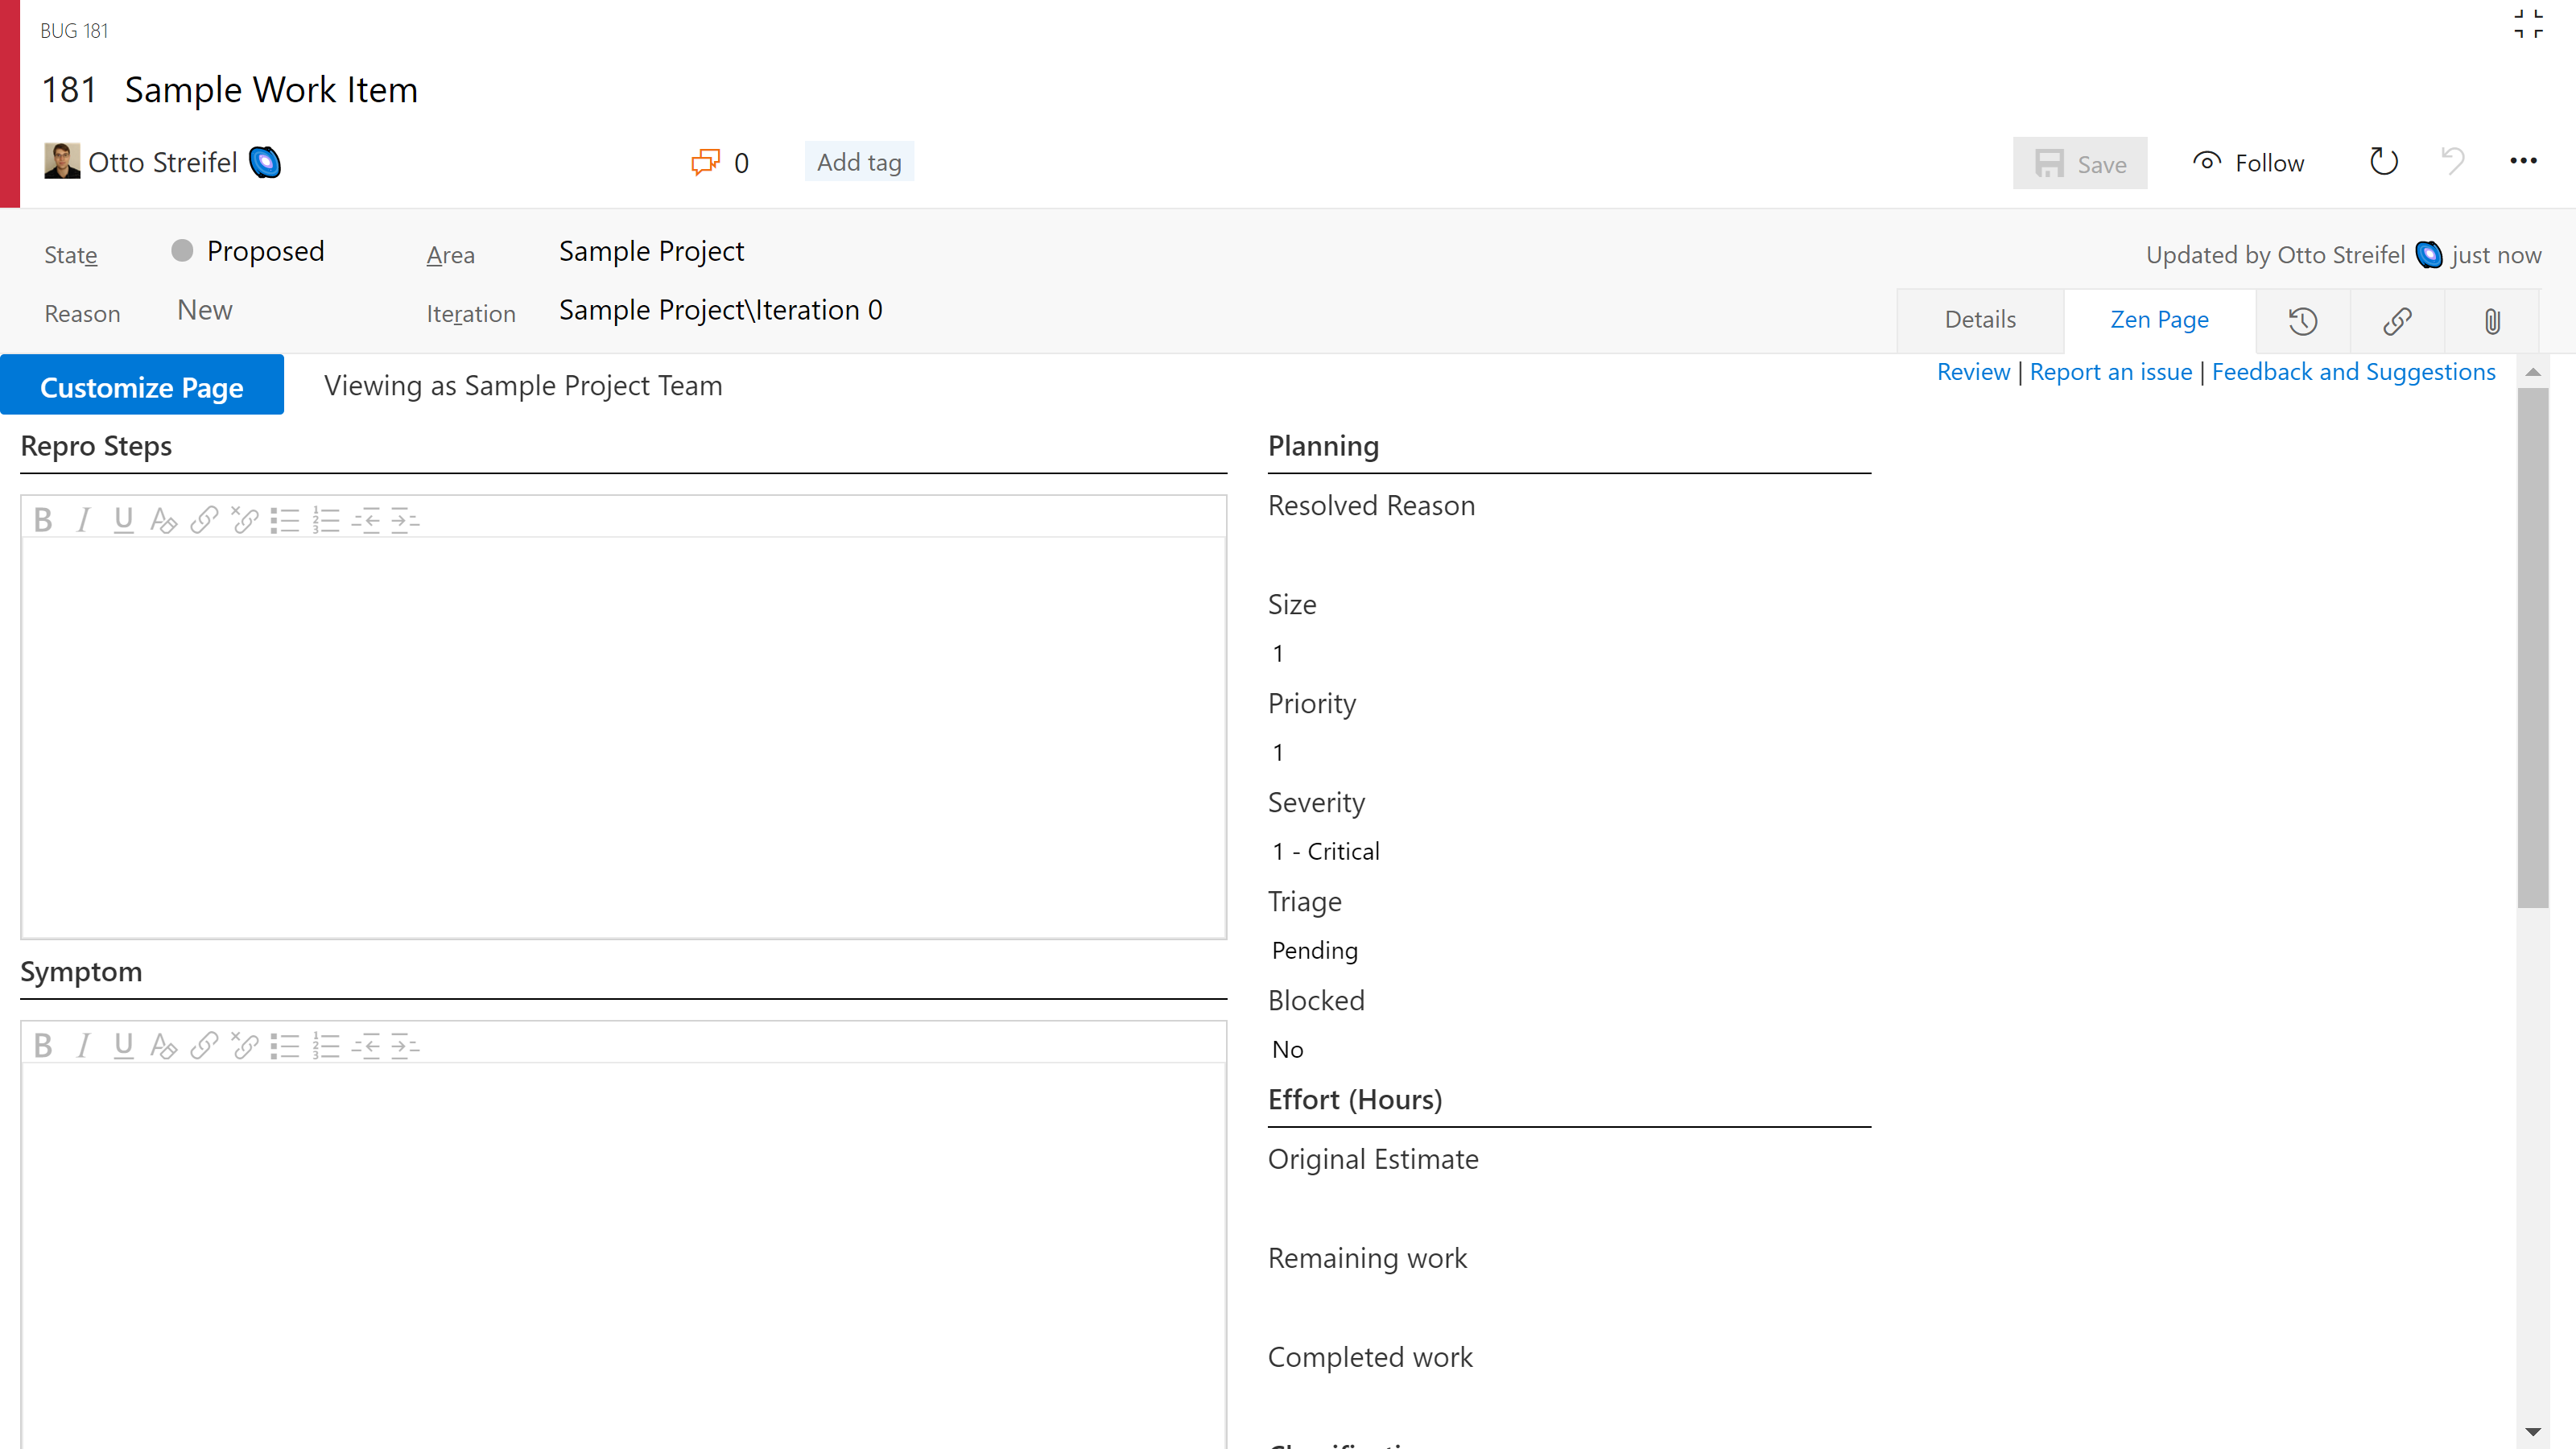 BUG 181
181 Sample Work Item
Otto Streifel
0
Add tag
Save
Follow
State
Proposed
Area
Sample Project
Updated by Otto Streifel just now
Reason
New
Iteration
Sample Project\Iteration 0
Details
Zen Page
Customize Page
Viewing as Sample Project Team
Review | Report an issue | Feedback and Suggestions
Repro Steps
B I U
Symptom
B I U
Planning
Resolved Reason
Size
1
Priority
1
Severity
1 - Critical
Triage
Pending
Blocked
No
Effort (Hours)
Original Estimate
Remaining work
Completed work